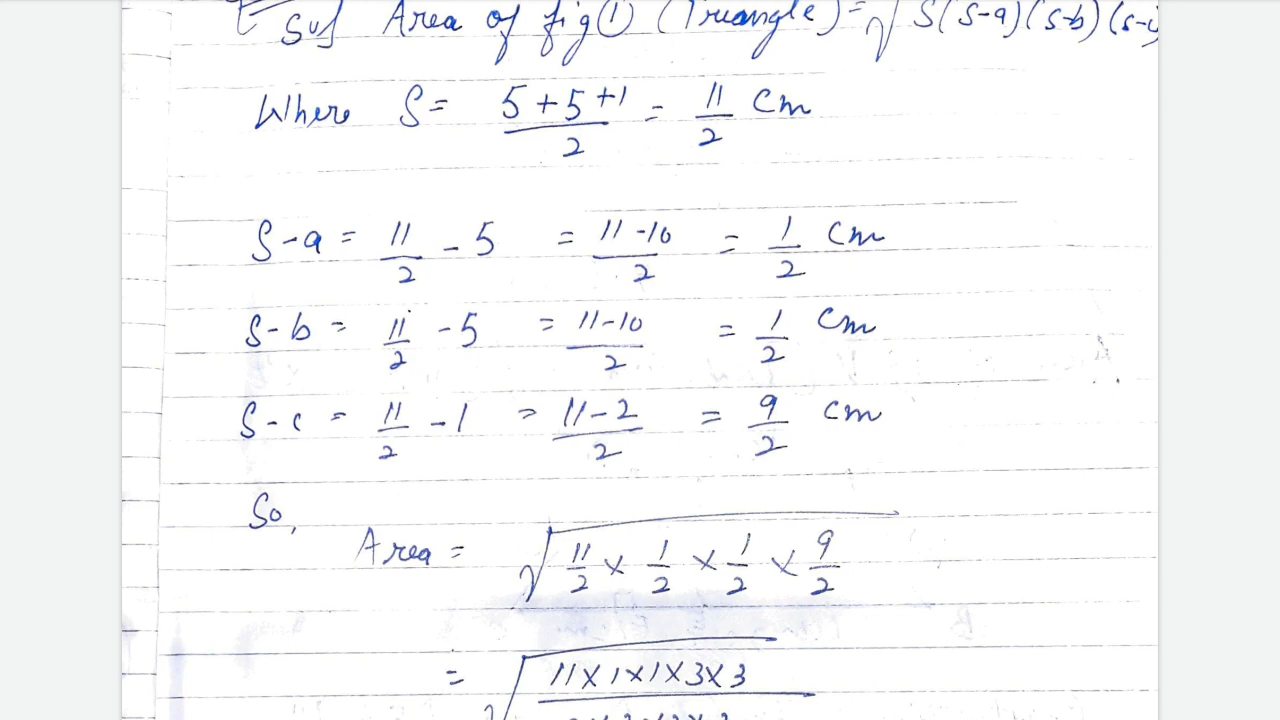 Sol Area of fig(1) (Triangle) = √S(S-a)(S-b)(S-c)
Where S = 5+5+1/2 = 11/2 cm
S-a = 11/2 - 5 = 11-10/2 = 1/2 cm
S-b = 11/2 - 5 = 11-10/2 = 1/2 cm
S-c = 11/2 - 1 = 11-2/2 = 9/2 cm
So,
Area = √11/2 × 1/2 × 1/2 × 9/2
= √11×1×1×3×3